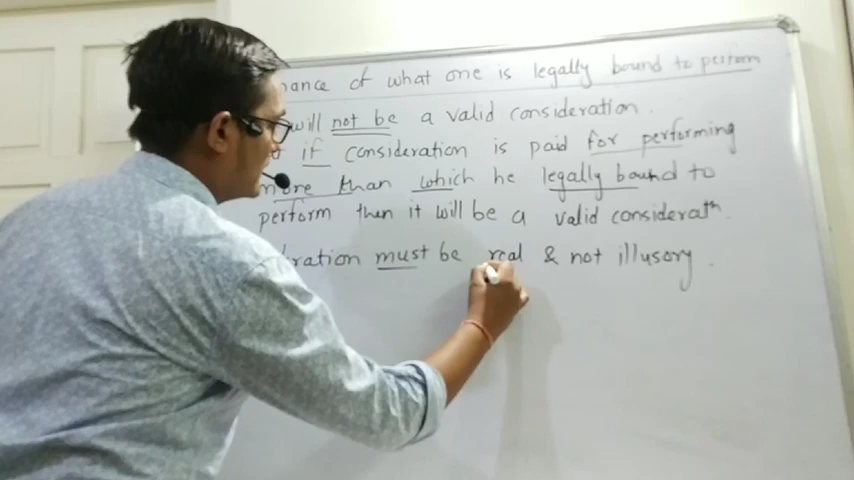 of what one is legally bound to perform
will not be a valid consideration.
if consideration is paid for performing
more than which he legally bound to
perform then it will be a valid considerath.
must be real & not illusory.